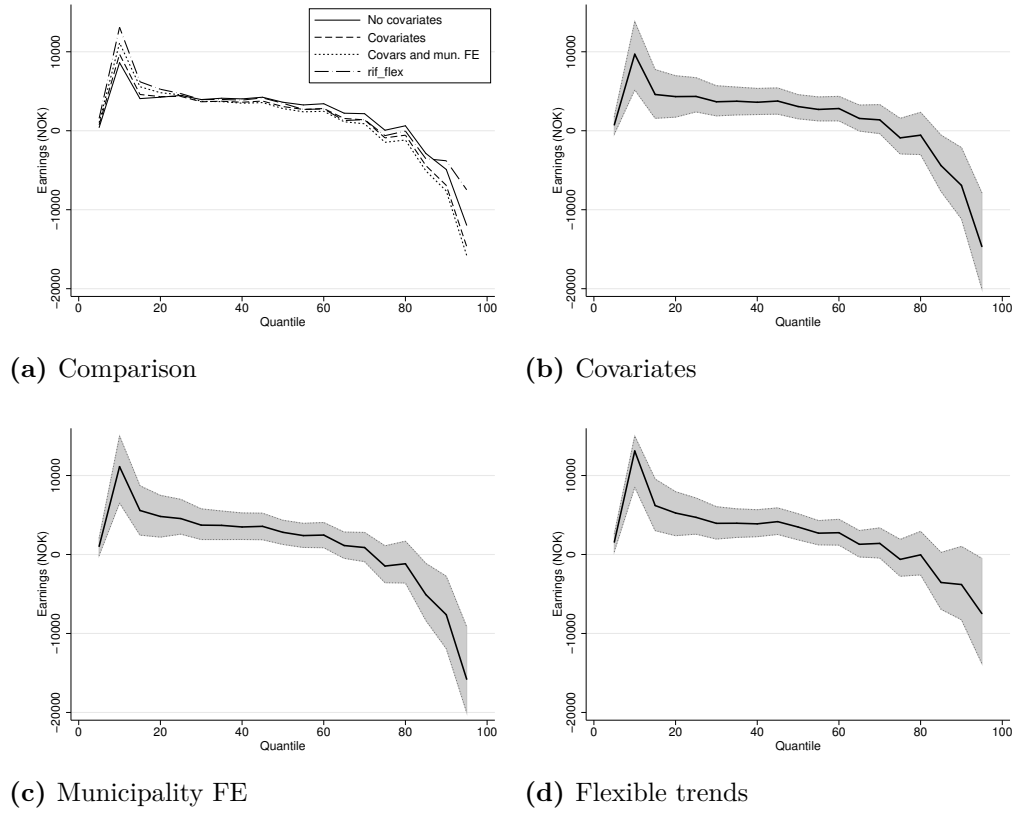 No covariates
Covariates
Covars and mun. FE
rif_flex
Earnings (NOK)
10000
0
−10000
−20000
0 20 40 60 80 100
Quantile
(a) Comparison
Earnings (NOK)
10000
0
−10000
−20000
0 20 40 60 80 100
Quantile
(b) Covariates
Earnings (NOK)
10000
0
−10000
−20000
0 20 40 60 80 100
Quantile
(c) Municipality FE
Earnings (NOK)
10000
0
−10000
−20000
0 20 40 60 80 100
Quantile
(d) Flexible trends